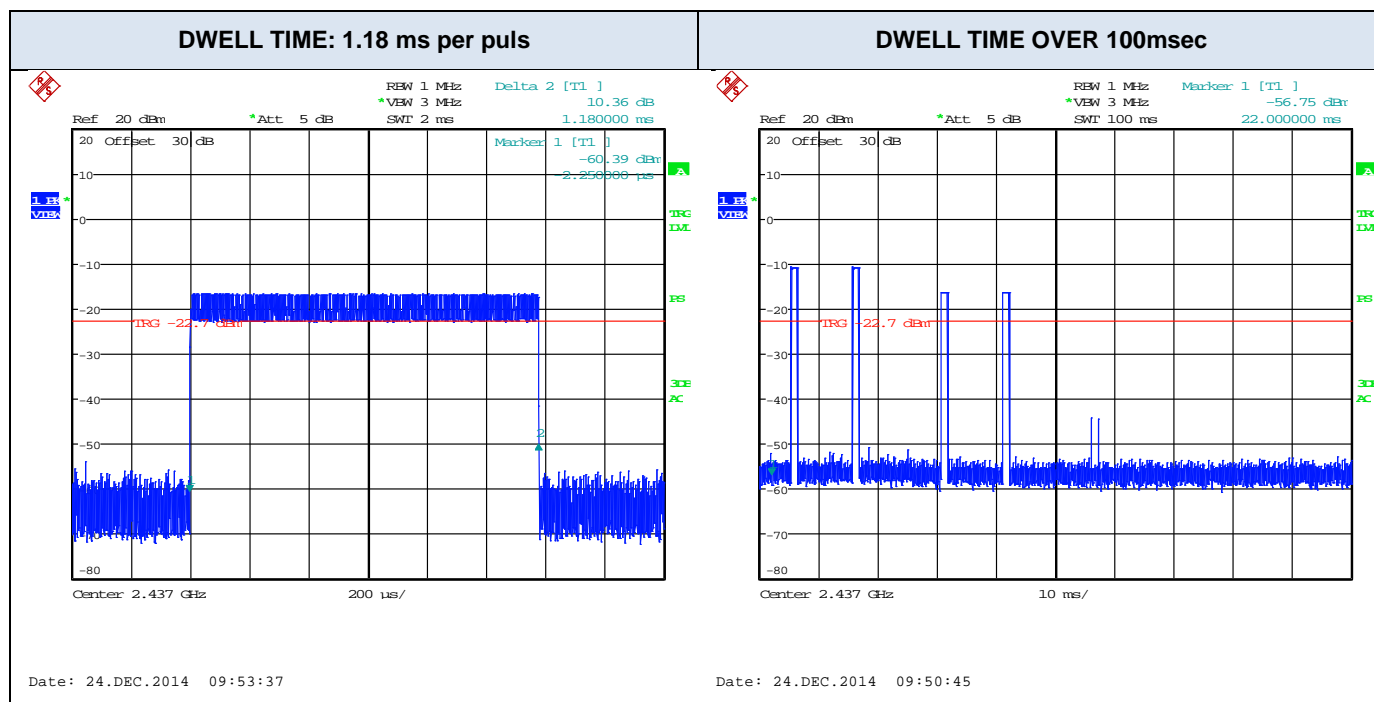 DWELL TIME: 1.18 ms per puls
DWELL TIME OVER 100msec
R S
RBW 1 MHz
Delta 2 [T1 ]
*VBW 3 MHz
10.36 dB
Ref 20 dBm
*Att 5 dB
SWT 2 ms
1.180000 ms
20 Offset 30 dB
Marker 1 [T1 ]
-60.39 dBm
-2.250000 µs
A
10
1 PK *
VIEW
0
TRG
LVL
-10
PS
-20
TRG -22.7 dBm
-30
3DB
AC
-40
-50
2
-60
-70
-80
Center 2.437 GHz
200 µs/
Date: 24.DEC.2014 09:53:37
R S
RBW 1 MHz
Marker 1 [T1 ]
*VBW 3 MHz
-56.75 dBm
Ref 20 dBm
*Att 5 dB
SWT 100 ms
22.000000 ms
20 Offset 30 dB
A
10
1 PK *
VIEW
0
TRG
LVL
-10
PS
-20
TRG -22.7 dBm
-30
3DB
AC
-40
-50
-60
-70
-80
Center 2.437 GHz
10 ms/
Date: 24.DEC.2014 09:50:45